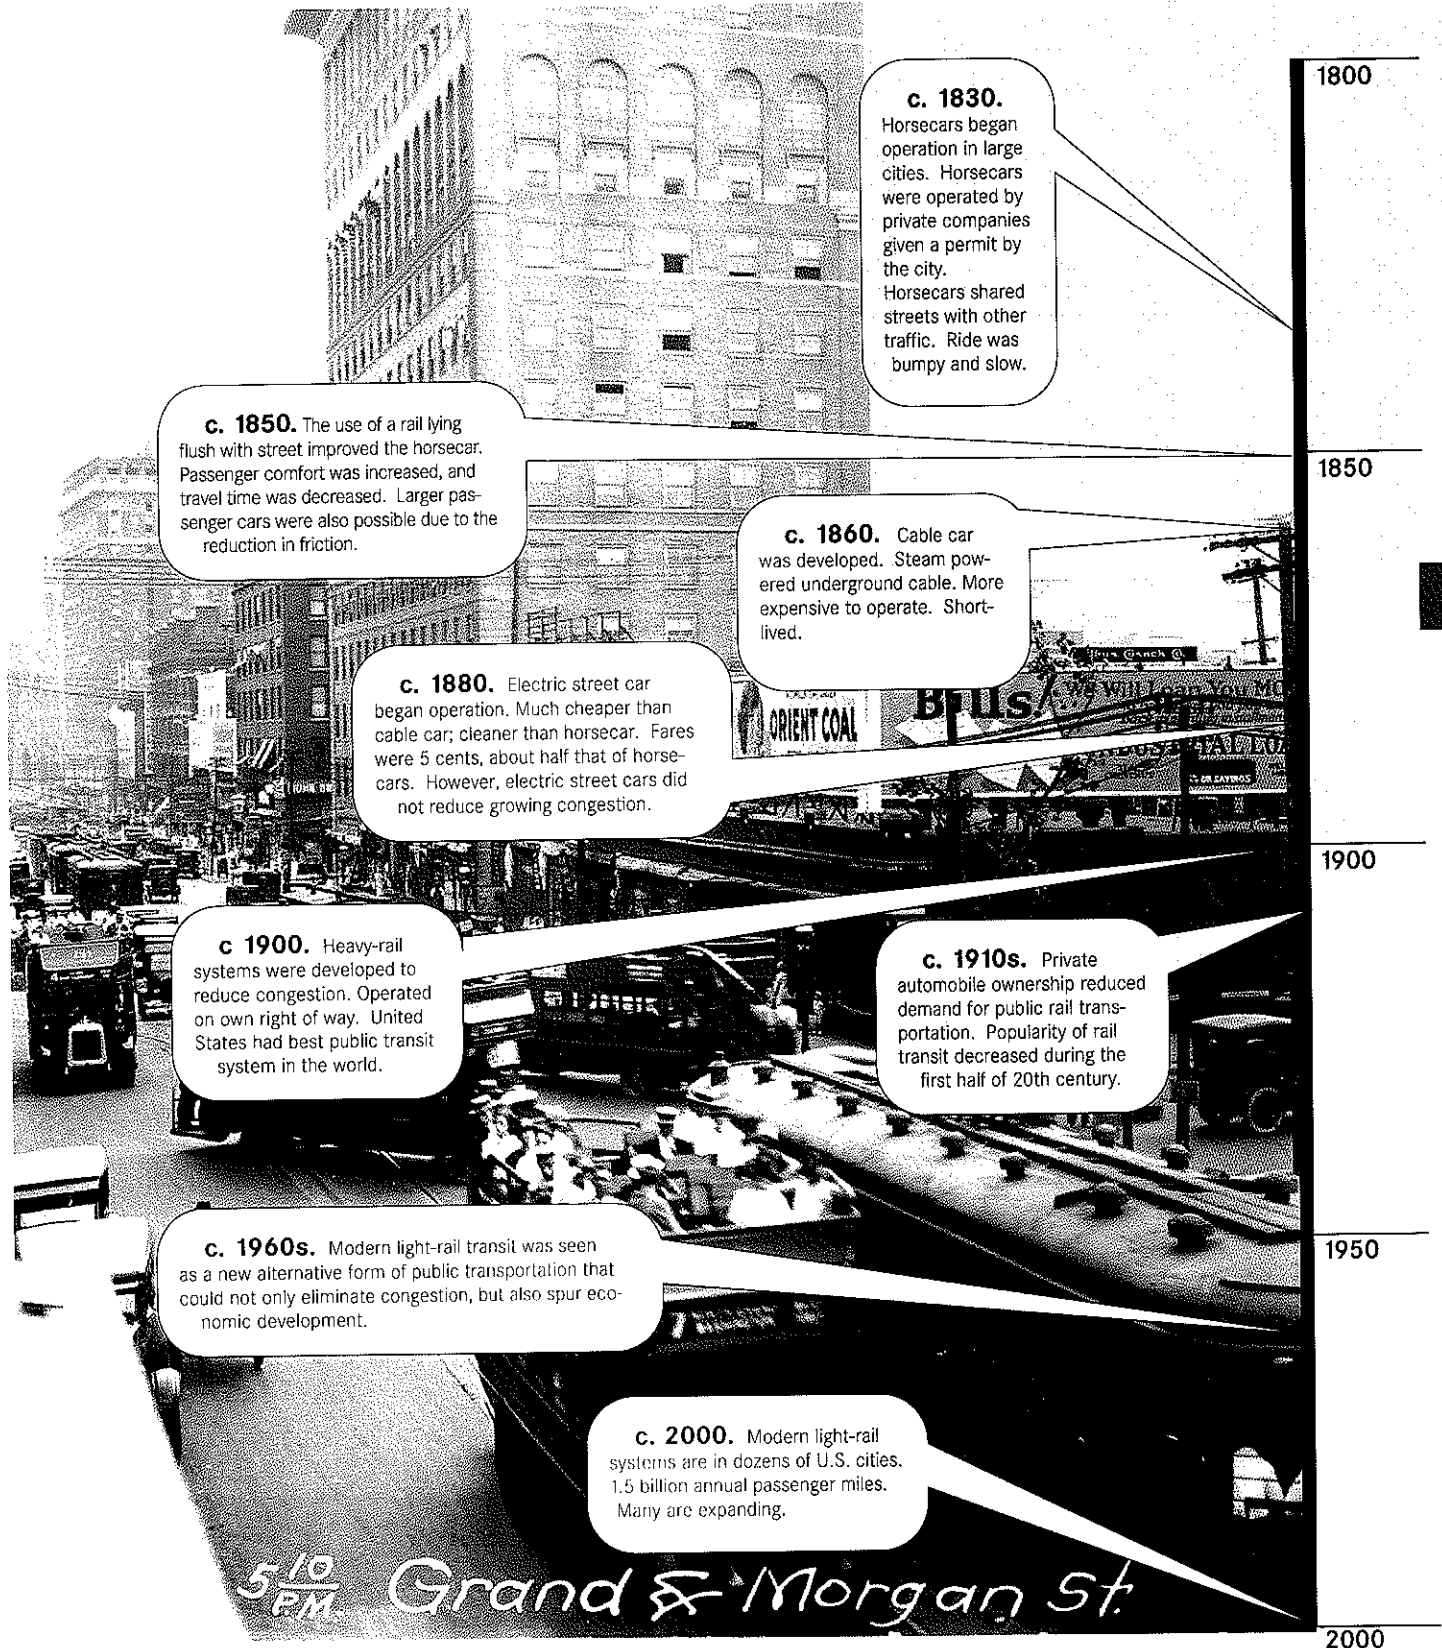 1800
c. 1830.
Horsecars began
operation in large
cities. Horsecars
were operated by
private companies
given a permit by
the city.
Horsecars shared
streets with other
traffic. Ride was
bumpy and slow.
c. 1850. The use of a rail lying
flush with street improved the horsecar.
Passenger comfort was increased, and
travel time was decreased. Larger pas-
senger cars were also possible due to the
reduction in friction.
1850
c. 1860. Cable car
was developed. Steam pow-
ered underground cable. More
expensive to operate. Short-
lived.
c. 1880. Electric street car
began operation. Much cheaper than
cable car; cleaner than horsecar. Fares
were 5 cents, about half that of horse-
cars. However, electric street cars did
not reduce growing congestion.
ORIENT COAL
Bills
We Will Loan You
1900
c 1900. Heavy-rail
systems were developed to
reduce congestion. Operated
on own right of way. United
States had best public transit
system in the world.
c. 1910s. Private
automobile ownership reduced
demand for public rail trans-
portation. Popularity of rail
transit decreased during the
first half of 20th century.
c. 1960s. Modern light-rail transit was seen
as a new alternative form of public transportation that
could not only eliminate congestion, but also spur eco-
nomic development.
1950
c. 2000. Modern light-rail
systems are in dozens of U.S. cities.
1.5 billion annual passenger miles.
Many are expanding.
5 10 P.M. Grand & Morgan St.
2000